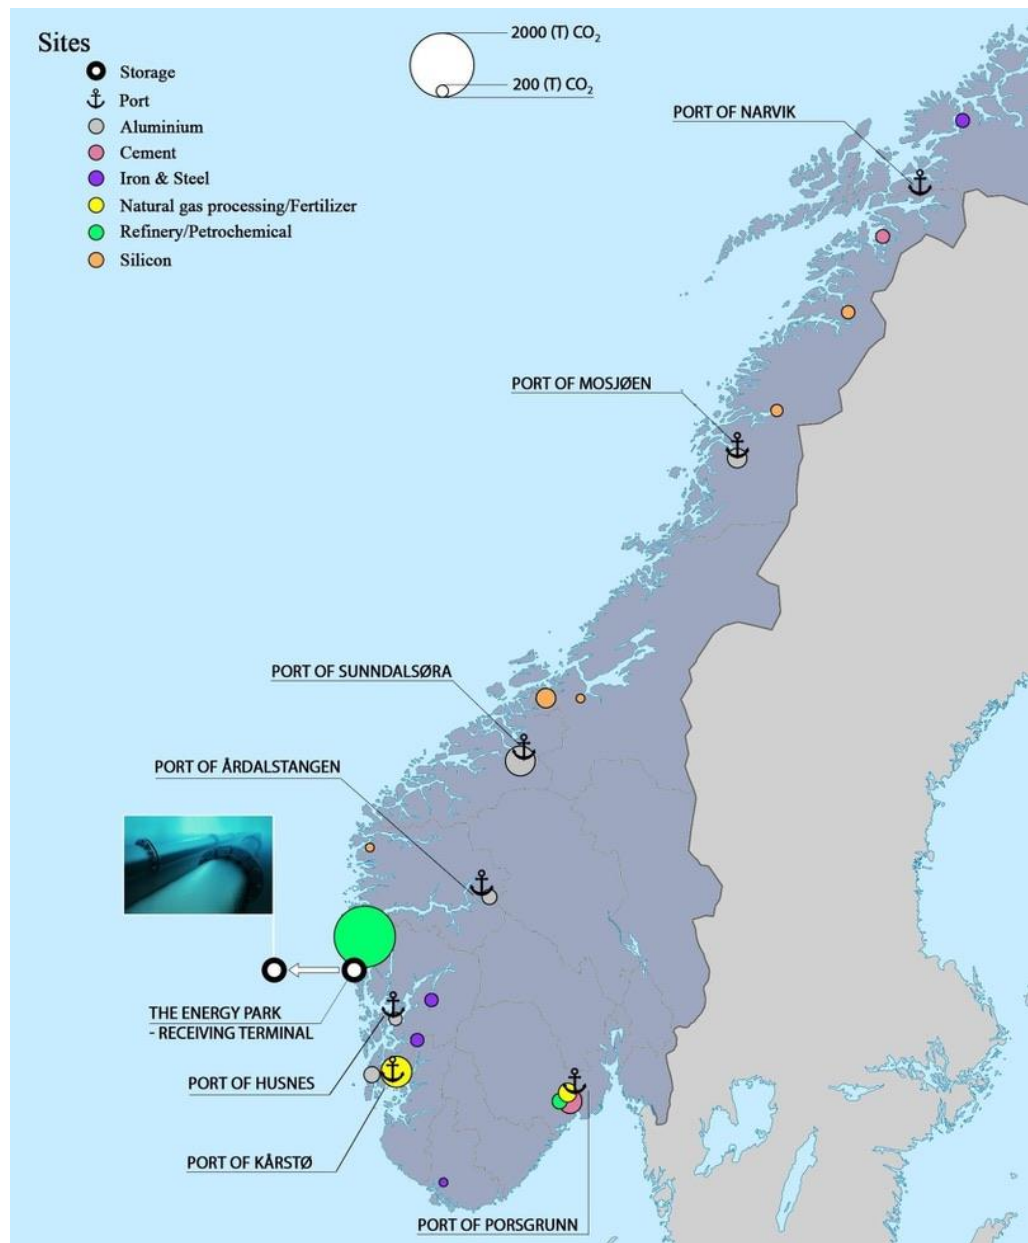 Sites
Storage
Port
Aluminium
Cement
Iron & Steel
Natural gas processing/Fertilizer
Refinery/Petrochemical
Silicon
2000 (T) CO₂
200 (T) CO₂
PORT OF NARVIK
PORT OF MOSJØEN
PORT OF SUNNDALSØRA
PORT OF ÅRDALSTANGEN
THE ENERGY PARK
- RECEIVING TERMINAL
PORT OF HUSNES
PORT OF KÅRSTØ
PORT OF PORSGRUNN